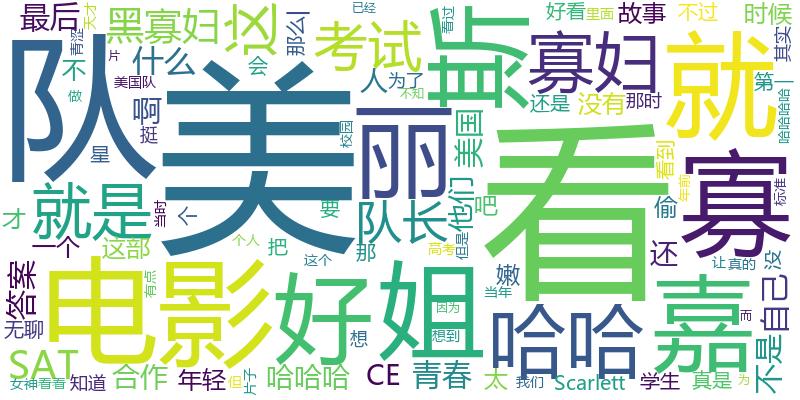 最后
黑寡妇
这
那么|
已经
看过
好看
里面
故事
不过
时候
青涩
天才
片
不
什么
会
考试
斯
寡妇
就
其实
美国队
做
啊
人
为了
不知
还是
没有
那时
第一
队
美
丽
挺
校园
美国
看
看到
寡
哈哈哈哈
星
就是
队长
他们
吧
偷
年前
标准
才
当时
个
要
一个
这部
把
个人
那
但是
高考
还
让
真的
没
答案
电影
好
姐
这个
嫩
哈哈
嘉
而
自己
无聊
有点
想
因为
想到
当年
不是
SAT
合作
年轻
但
哈哈哈
CE
青春
太
我们
Scarlett
学生
真是
为
女神看看
知道
片子